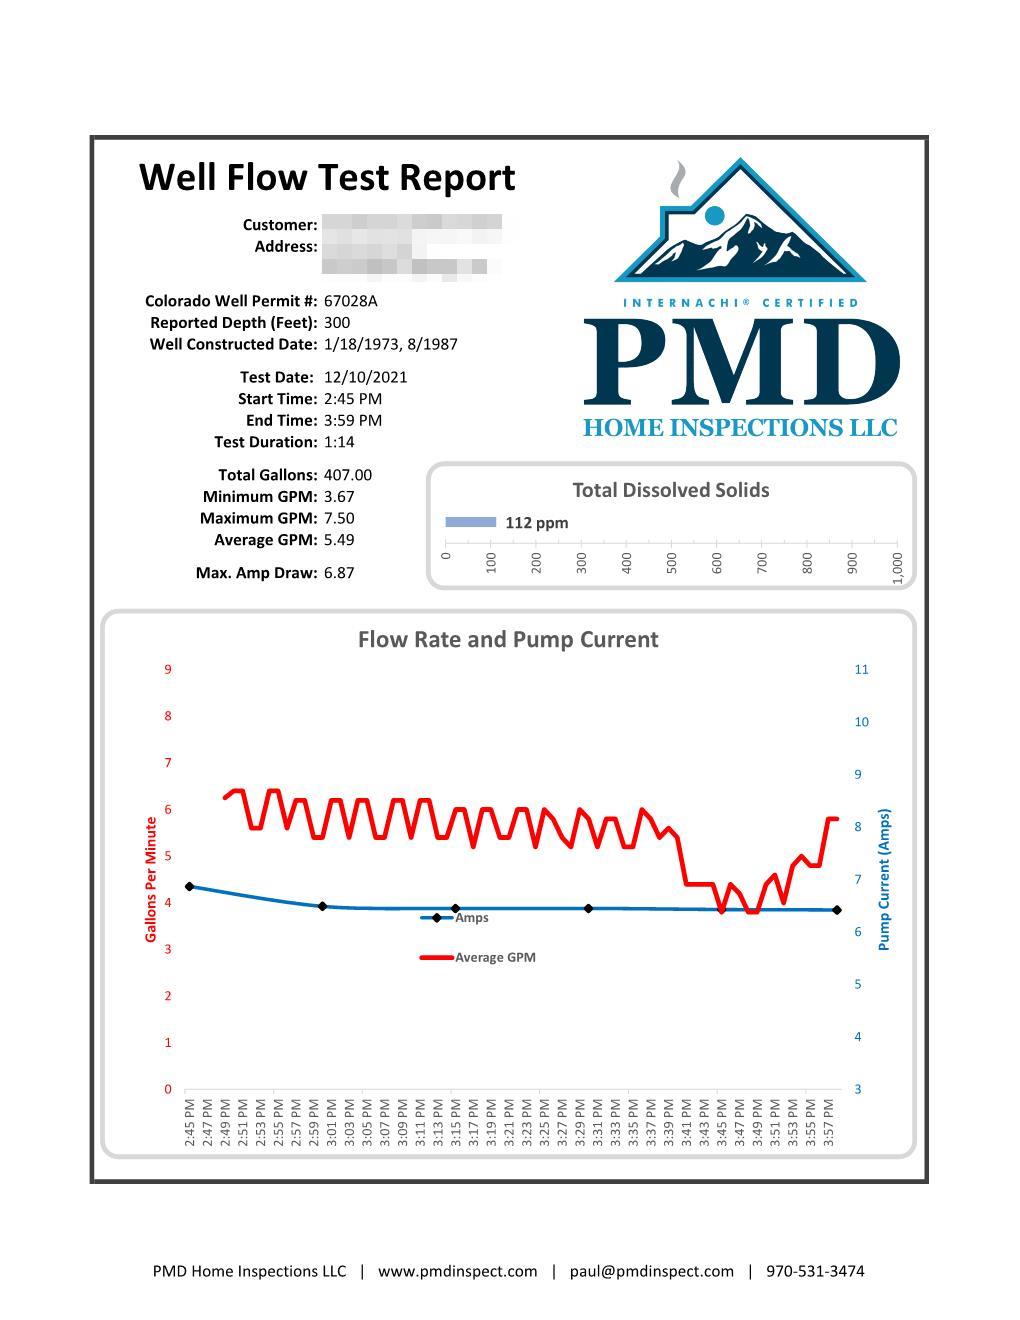 Well Flow Test Report
Customer:
Address:
Colorado Well Permit #: 67028A
Reported Depth (Feet): 300
Well Constructed Date: 1/18/1973, 8/1987
Test Date: 12/10/2021
Start Time: 2:45 PM
End Time: 3:59 PM
Test Duration: 1:14
Total Gallons: 407.00
Minimum GPM: 3.67
Maximum GPM: 7.50
Average GPM: 5.49
Max. Amp Draw: 6.87
INTERNACHI® CERTIFIED
PMD
HOME INSPECTIONS LLC
Total Dissolved Solids
112 ppm
0
100
200
300
400
500
600
700
800
900
1,000
Flow Rate and Pump Current
9
8
7
6
5
4
3
2
1
0
Gallons Per Minute
Amps
Average GPM
11
10
9
8
7
6
5
4
3
Pump Current (Amps)
2:45 PM
2:47 PM
2:49 PM
2:51 PM
2:53 PM
2:55 PM
2:57 PM
2:59 PM
3:01 PM
3:03 PM
3:05 PM
3:07 PM
3:09 PM
3:11 PM
3:13 PM
3:15 PM
3:17 PM
3:19 PM
3:21 PM
3:23 PM
3:25 PM
3:27 PM
3:29 PM
3:31 PM
3:33 PM
3:35 PM
3:37 PM
3:39 PM
3:41 PM
3:43 PM
3:45 PM
3:47 PM
3:49 PM
3:51 PM
3:53 PM
3:55 PM
3:57 PM
PMD Home Inspections LLC | www.pmdinspect.com | paul@pmdinspect.com | 970-531-3474